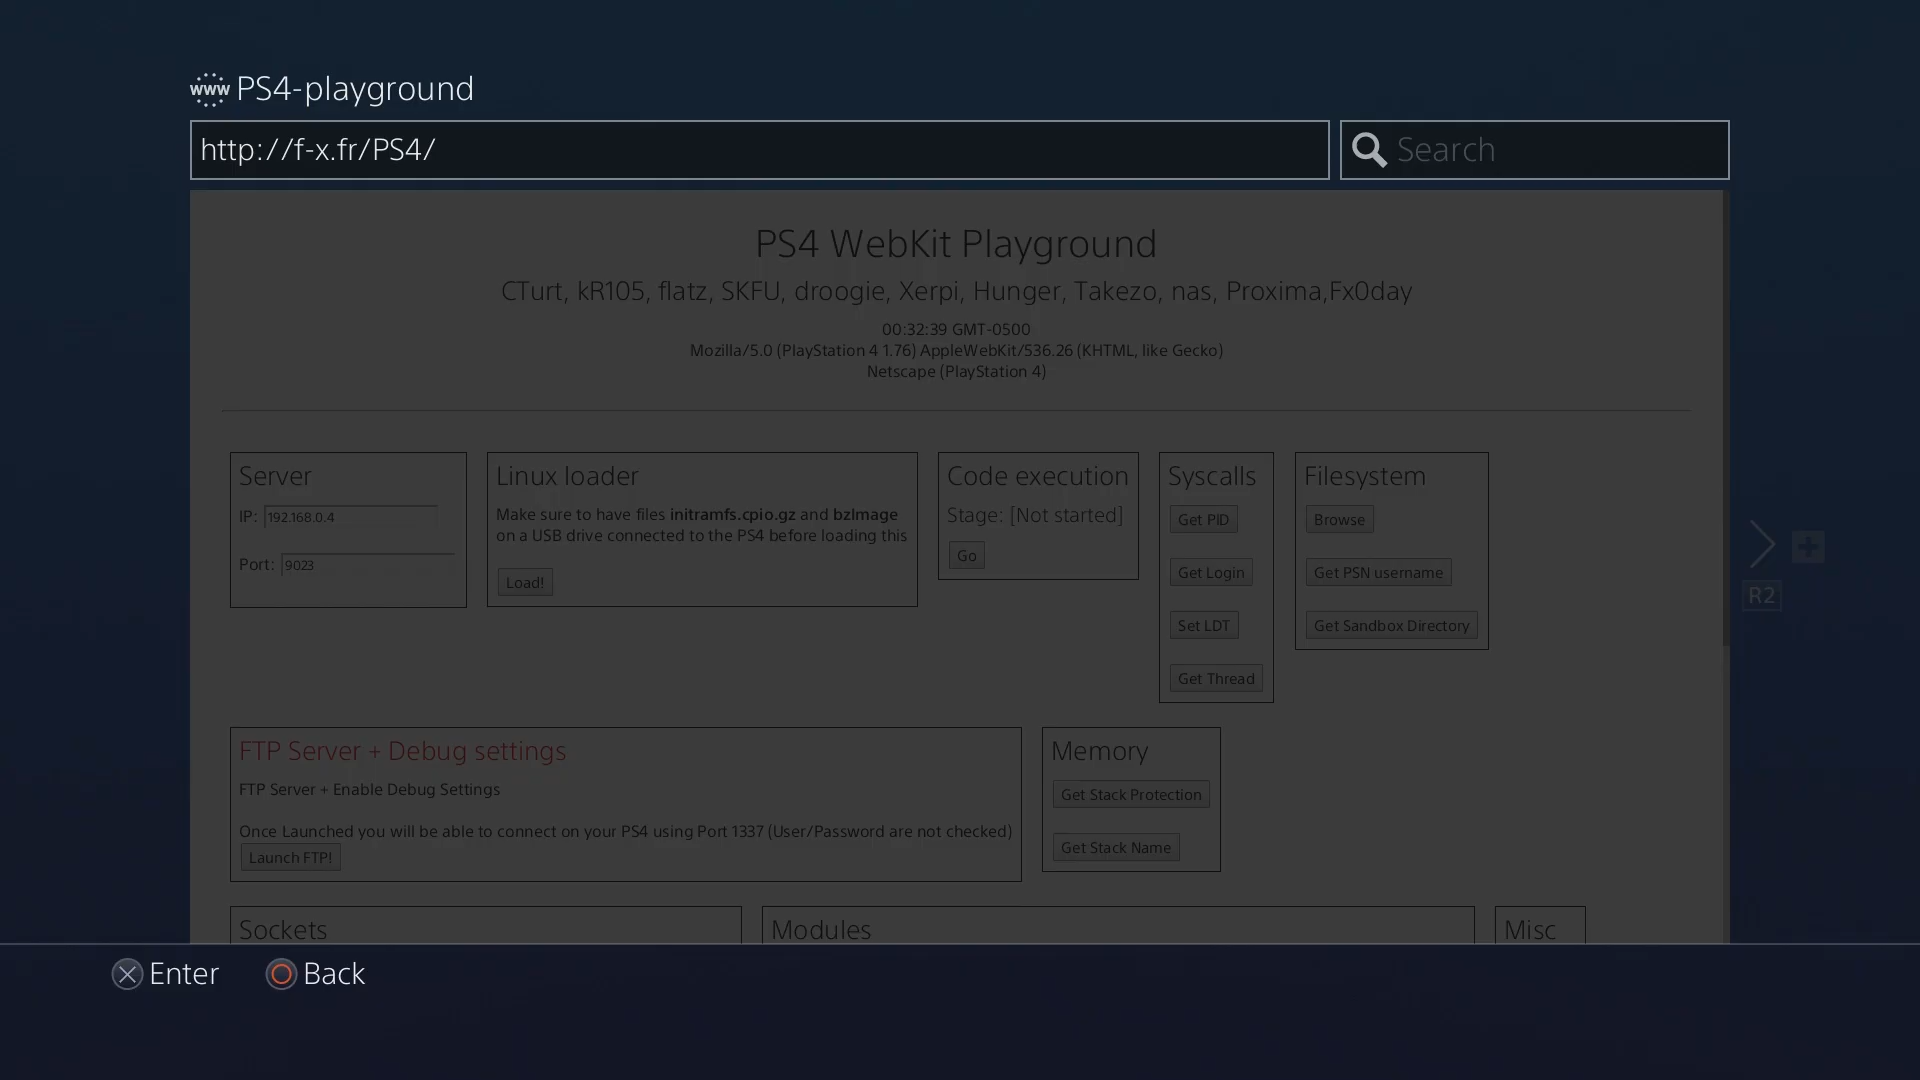 www PS4-playground
http://f-x.fr/PS4/
Search
PS4 WebKit Playground
CTurt, kR105, flatz, SKFU, droogie, Xerpi, Hunger, Takezo, nas, Proxima,Fx0day
00:32:39 GMT-0500
Mozilla/5.0 (PlayStation 4 1.76) AppleWebKit/536.26 (KHTML, like Gecko)
Netscape (PlayStation 4)
Server
IP: 192.168.0.4
Port: 9023
Linux loader
Make sure to have files initramfs.cpio.gz and bzImage
on a USB drive connected to the PS4 before loading this
Load!
Code execution
Stage: [Not started]
Go
Syscalls
Get PID
Get Login
Set LDT
Get Thread
Filesystem
Browse
Get PSN username
Get Sandbox Directory
R2
FTP Server + Debug settings
FTP Server + Enable Debug Settings
Once Launched you will be able to connect on your PS4 using Port 1337 (User/Password are not checked)
Launch FTP!
Memory
Get Stack Protection
Get Stack Name
Sockets
Modules
Misc
Enter
Back